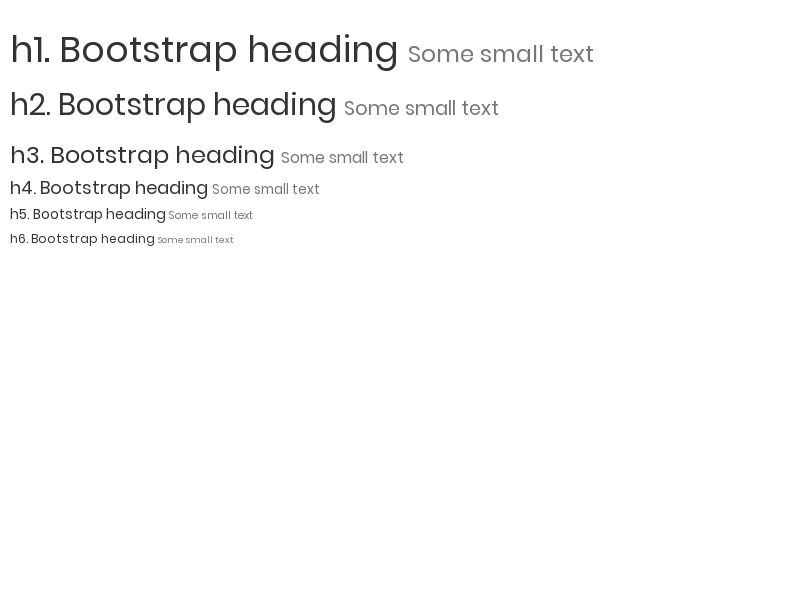 h1. Bootstrap heading Some small text
h2. Bootstrap heading Some small text
h3. Bootstrap heading Some small text
h4. Bootstrap heading Some small text
h5. Bootstrap heading Some small text
h6. Bootstrap heading Some small text